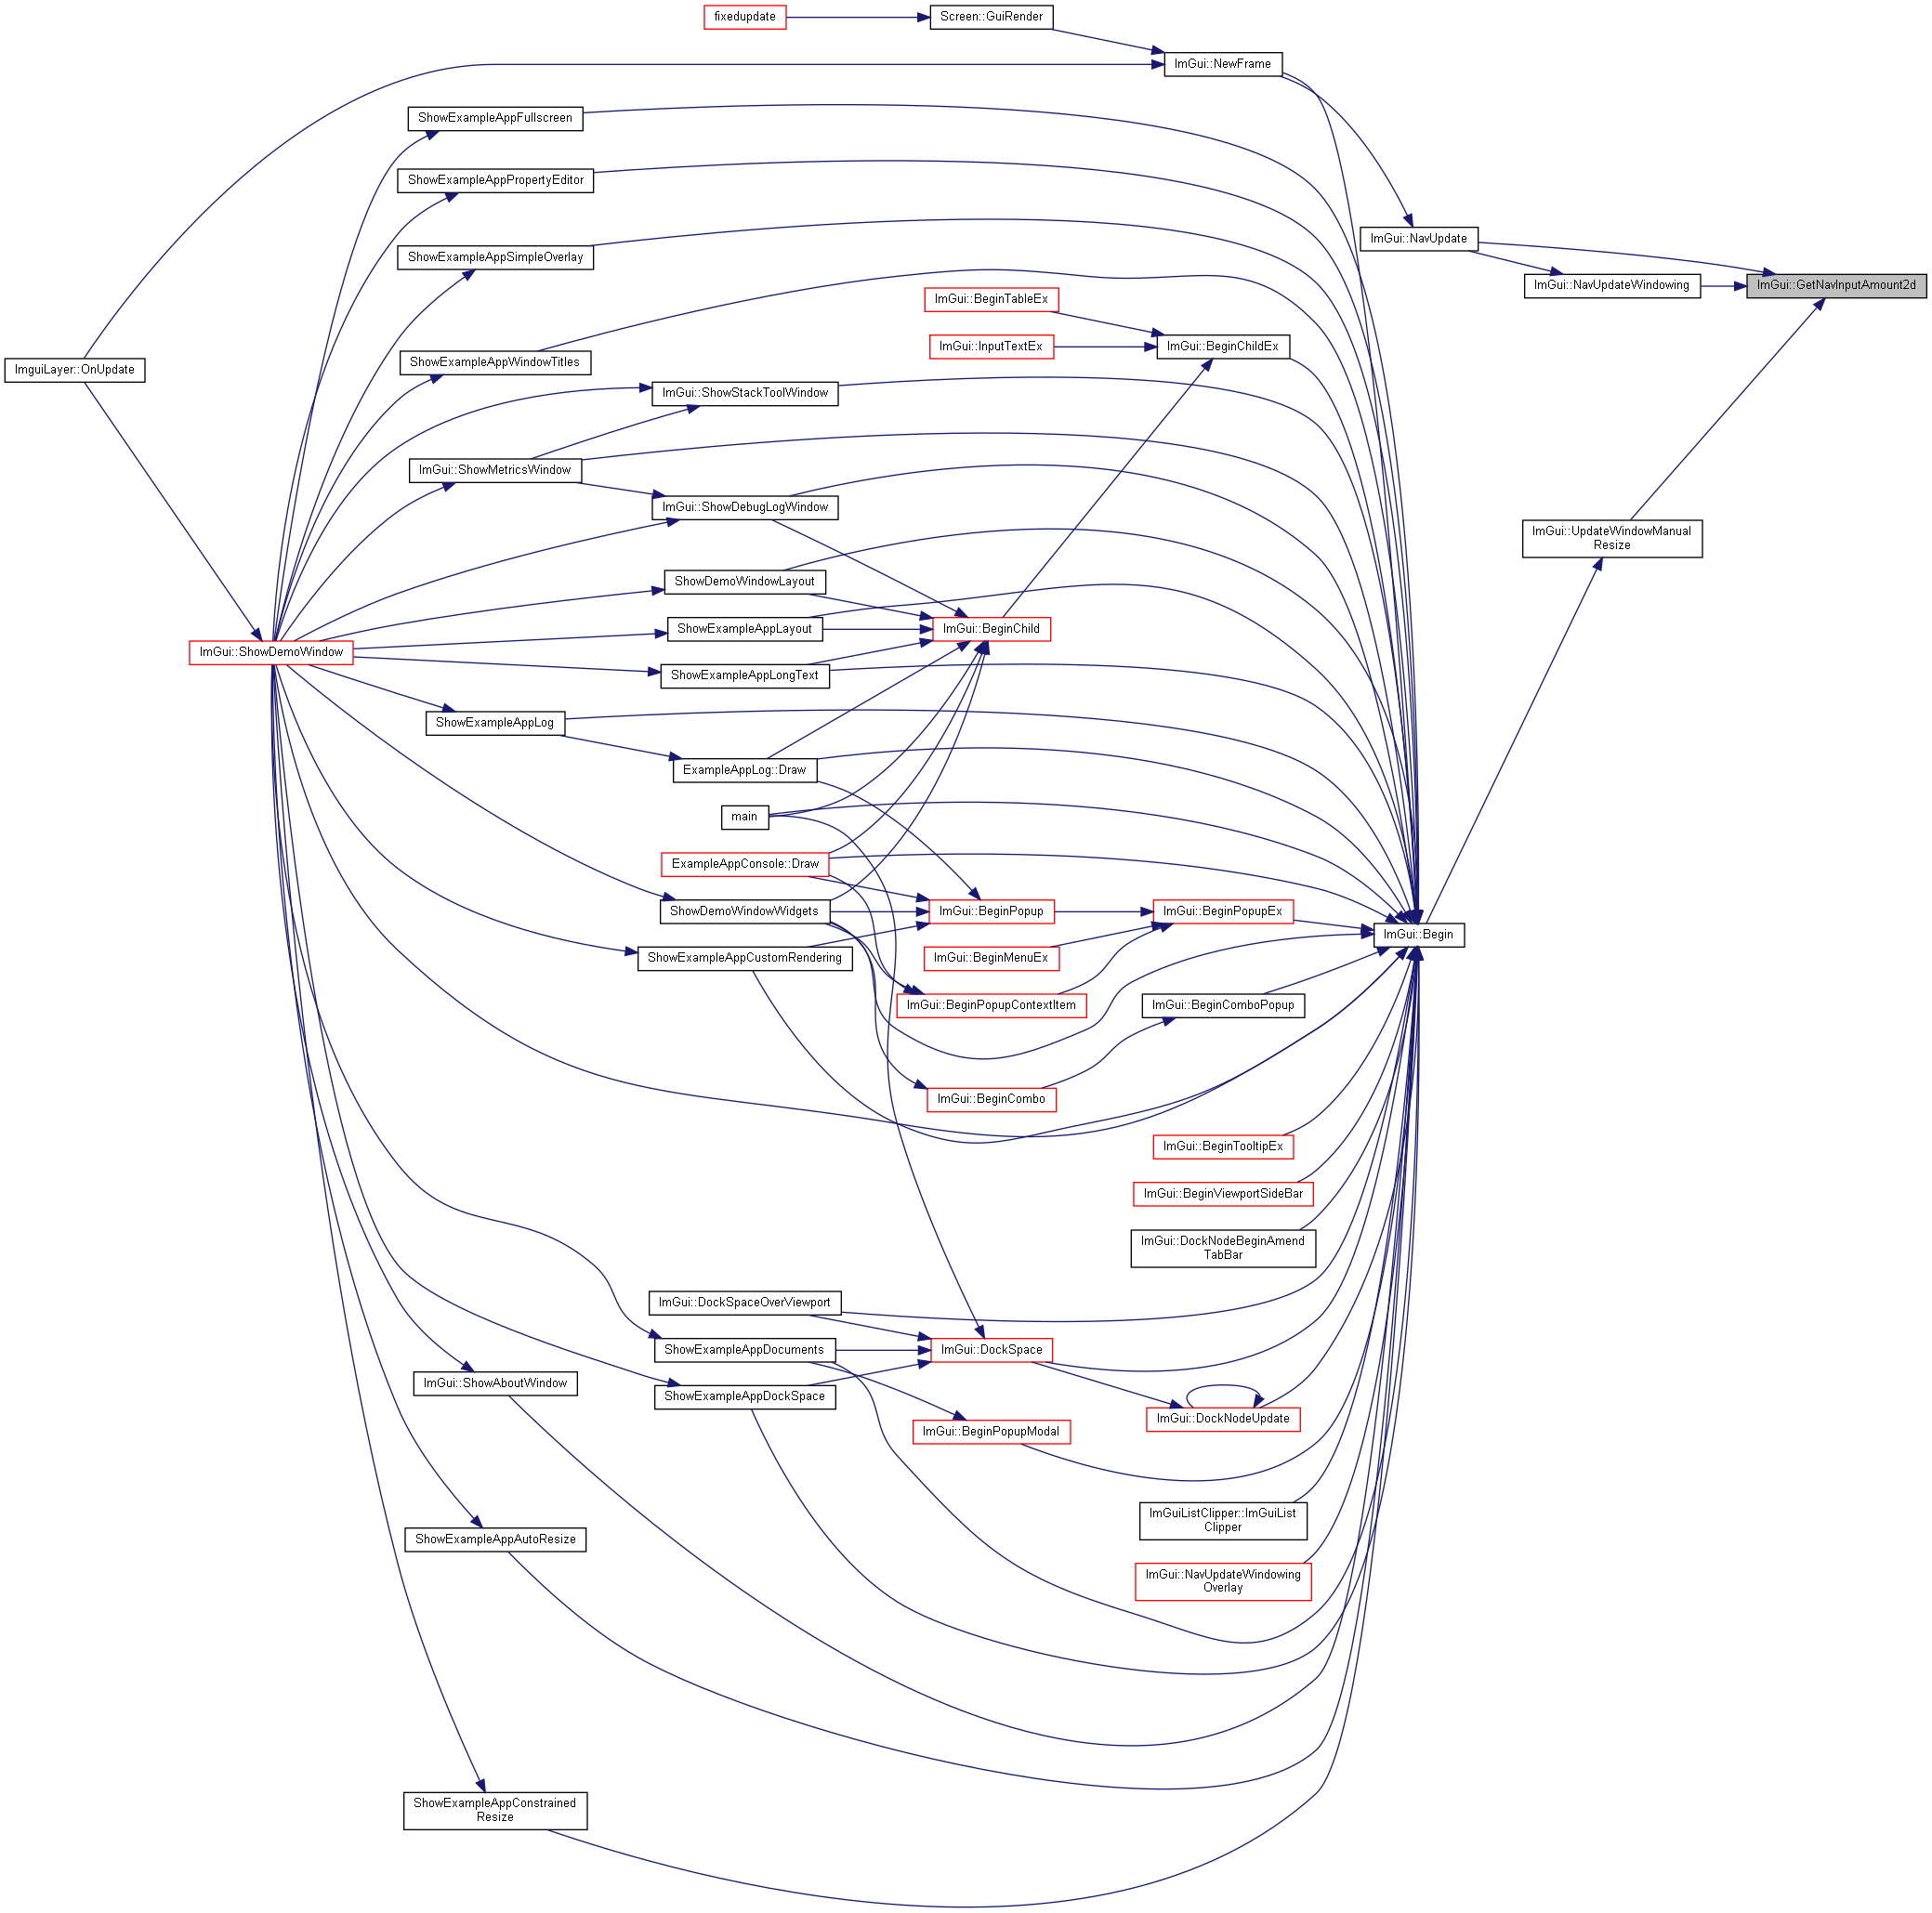 fixedupdate
Screen::GuiRender
ImGui::NewFrame
ShowExampleAppFullscreen
ShowExampleAppPropertyEditor
ImGui::NavUpdate
ShowExampleAppSimpleOverlay
ImGui::NavUpdateWindowing
ImGui::GetNavInputAmount2d
ImGui::BeginTableEx
ImGui::InputTextEx
ImGui::BeginChildEx
ShowExampleAppWindowTitles
ImguiLayer::OnUpdate
ImGui::ShowStackToolWindow
ImGui::ShowMetricsWindow
ImGui::ShowDebugLogWindow
ImGui::UpdateWindowManual
Resize
ShowDemoWindowLayout
ShowExampleAppLayout
ImGui::BeginChild
ImGui::ShowDemoWindow
ShowExampleAppLongText
ShowExampleAppLog
ExampleAppLog::Draw
main
ExampleAppConsole::Draw
ShowDemoWindowWidgets
ImGui::BeginPopup
ImGui::BeginPopupEx
ImGui::Begin
ShowExampleAppCustomRendering
ImGui::BeginMenuEx
ImGui::BeginPopupContextItem
ImGui::BeginComboPopup
ImGui::BeginCombo
ImGui::BeginTooltipEx
ImGui::BeginViewportSideBar
ImGui::DockNodeBeginAmend
TabBar
ImGui::DockSpaceOverViewport
ShowExampleAppDocuments
ImGui::DockSpace
ImGui::ShowAboutWindow
ShowExampleAppDockSpace
ImGui::DockNodeUpdate
ImGui::BeginPopupModal
ImGuiListClipper::ImGuiList
Clipper
ShowExampleAppAutoResize
ImGui::NavUpdateWindowing
Overlay
ShowExampleAppConstrained
Resize